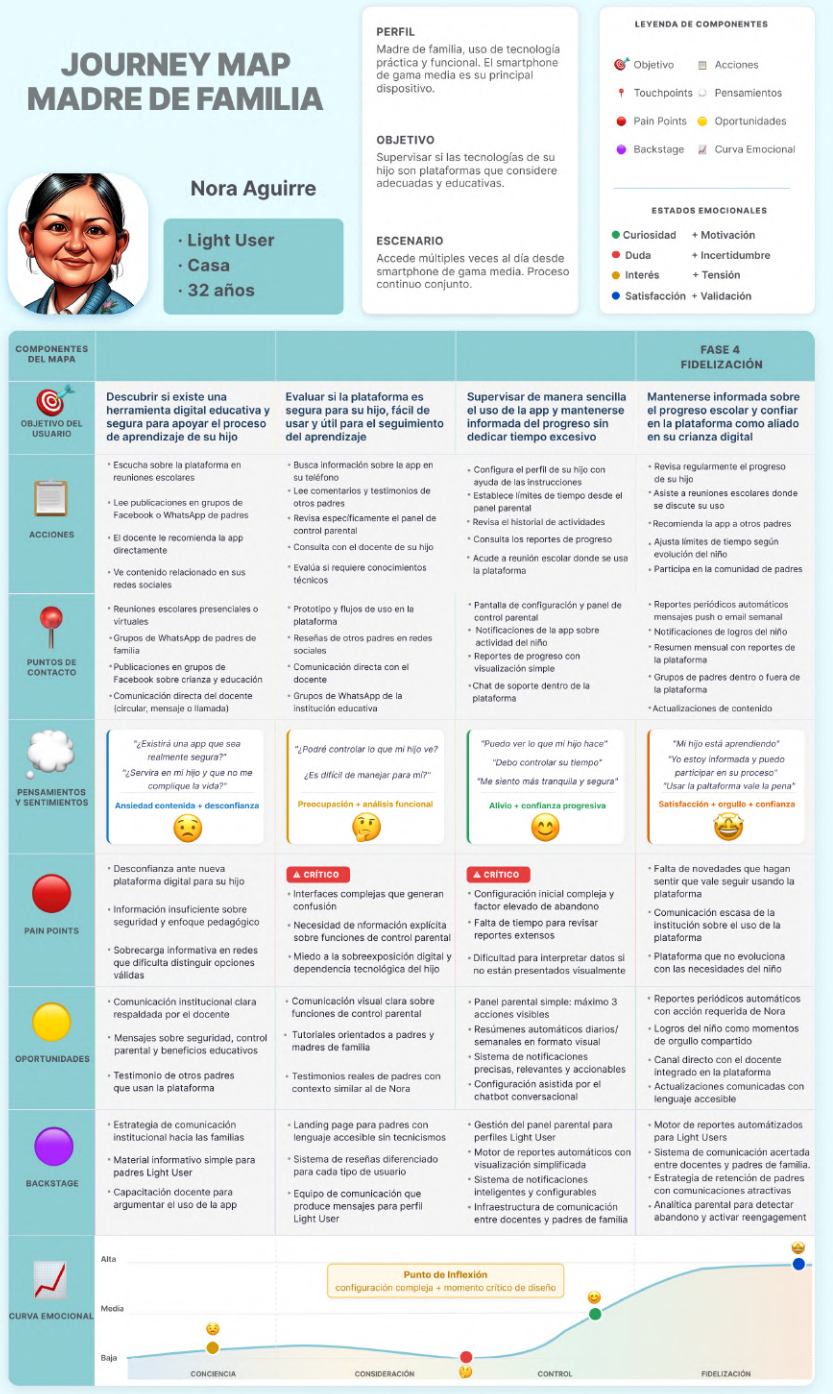 JOURNEY MAP
MADRE DE FAMILIA
Nora Aguirre
· Light User
· Casa
· 32 años
PERFIL
Madre de familia, uso de tecnología
práctica y funcional. El smartphone
de gama media es su principal
dispositivo.
OBJETIVO
Supervisar si las tecnologías de su
hijo son plataformas que considere
adecuadas y educativas.
ESCENARIO
Accede múltiples veces al día desde
smartphone de gama media. Proceso
continuo conjunto.
LEYENDA DE COMPONENTES
Objetivo
Acciones
Touchpoints
Pensamientos
Pain Points
Oportunidades
Backstage
Curva Emocional
ESTADOS EMOCIONALES
Curiosidad + Motivación
Duda + Incertidumbre
Interés + Tensión
Satisfacción + Validación
COMPONENTES
DEL MAPA
FASE 4
FIDELIZACIÓN
OBJETIVO DEL
USUARIO
Descubrir si existe una
herramienta digital educativa y
segura para apoyar el proceso
de aprendizaje de su hijo
Evaluar si la plataforma es
segura para su hijo, fácil de
usar y útil para el seguimiento
del aprendizaje
Supervisar de manera sencilla
el uso de la app y mantenerse
informada del progreso sin
dedicar tiempo excesivo
Mantenerse informada sobre
el progreso escolar y confiar
en la plataforma como aliado
en su crianza digital
ACCIONES
• Escucha sobre la plataforma en
reuniones escolares
• Lee publicaciones en grupos de
Facebook o WhatsApp de padres
• El docente le recomienda la app
directamente
• Ve contenido relacionado en sus
redes sociales
• Busca información sobre la app en
su teléfono
• Lee comentarios y testimonios de
otros padres
• Revisa específicamente el panel de
control parental
• Consulta con el docente de su hijo
• Evalúa si requiere conocimientos
técnicos
• Configura el perfil de su hijo con
ayuda de las instrucciones
• Establece límites de tiempo desde el
panel parental
• Revisa el historial de actividades
• Consulta los reportes de progreso
• Acude a reunión escolar donde se usa
la plataforma
• Revisa regularmente el progreso
de su hijo
• Asiste a reuniones escolares donde
se discute su uso
• Recomienda la app a otros padres
• Ajusta límites de tiempo según
evolución del niño
• Participa en la comunidad de padres
PUNTOS DE
CONTACTO
• Reuniones escolares presenciales o
virtuales
• Grupos de WhatsApp de padres de
familia
• Publicaciones en grupos de
Facebook sobre crianza y educación
• Comunicación directa del docente
(circular, mensaje o llamada)
• Prototipo y flujos de uso en la
plataforma
• Reseñas de otros padres en redes
sociales
• Comunicación directa con el
docente
• Grupos de WhatsApp de la
institución educativa
• Pantalla de configuración y panel de
control parental
• Notificaciones de la app sobre
actividad del niño
• Reportes de progreso con
visualización simple
• Chat de soporte dentro de la
plataforma
• Reportes periódicos automáticos
mensajes push o email semanal
• Notificaciones de logros del niño
• Resumen mensual con reportes de
la plataforma
• Grupos de padres dentro o fuera de
la plataforma
•Actualizaciones de contenido
PENSAMIENTOS
Y SENTIMIENTOS
"¿Existirá una app que sea
realmente segura?"
"¿Servira en mi hijo y que no me
complique la vida?"
Ansiedad contenida + desconfianza
"¿Podré controlar lo que mi hijo ve?
¿Es difícil de manejar para mí?"
Preocupación + análisis funcional
"Puedo ver lo que mi hijo hace"
"Debo controlar su tiempo"
"Me siento más tranquila y segura"
Alivio + confianza progresiva
"Mi hijo está aprendiendo"
"Yo estoy informada y puedo
participar en su proceso"
"Usar la paltaforma vale la pena"
Satisfacción + orgullo + confianza
PAIN POINTS
• Desconfianza ante nueva
plataforma digital para su hijo
• Información insuficiente sobre
seguridad y enfoque pedagógico
• Sobrecarga informativa en redes
que dificulta distinguir opciones
válidas
CRÍTICO
• Interfaces complejas que generan
confusión
• Necesidad de nformación explícita
sobre funciones de control parental
• Miedo a la sobreexposición digital y
dependencia tecnológica del hijo
CRÍTICO
• Configuración inicial compleja y
factor elevado de abandono
• Falta de tiempo para revisar
reportes extensos
• Dificultad para interpretar datos si
no están presentados visualmente
• Falta de novedades que hagan
sentir que vale seguir usando la
plataforma
• Comunicación escasa de la
institución sobre el uso de la
plataforma
• Plataforma que no evoluciona
con las necesidades del niño
OPORTUNIDADES
• Comunicación institucional clara
respaldada por el docente
• Mensajes sobre seguridad, control
parental y beneficios educativos
• Testimonio de otros padres
que usan la plataforma
• Comunicación visual clara sobre
funciones de control parental
• Tutoriales orientados a padres y
madres de familia
• Testimonios reales de padres con
contexto similar al de Nora
• Panel parental simple: máximo 3
acciones visibles
• Resúmenes automáticos diarios/
semanales en formato visual
• Sistema de notificaciones
precisas, relevantes y accionables
• Configuración asistida por el
chatbot conversacional
• Reportes periódicos automáticos
con acción requerida de Nora
• Logros del niño como momentos
de orgullo compartido
• Canal directo con el docente
integrado en la plataforma
• Actualizaciones comunicadas con
lenguaje accesible
BACKSTAGE
• Estrategia de comunicación
institucional hacia las familias
• Material informativo simple para
padres Light User
• Capacitación docente para
argumentar el uso de la app
• Landing page para padres con
lenguaje accesible sin tecnicismos
• Sistema de reseñas diferenciado
para cada tipo de usuario
• Equipo de comunicación que
produce mensajes para perfil
Light User
• Gestión del panel parental para
perfiles Light User
• Motor de reportes automáticos con
visualización simplificada
• Sistema de notificaciones
inteligentes y configurables
• Infraestructura de comunicación
entre docentes y padres de familia
• Motor de reportes automátizados
para Light Users
• Sistema de comunicación acertada
entre docentes y padres de familia.
• Estrategia de retención de padres
con comunicaciones atractivas
• Analítica parental para detectar
abandono y activar reengagement
CURVA EMOCIONAL
Alta
Media
Baja
Punto de Inflexión
configuración compleja + momento crítico de diseño
CONCIENCIA
CONSIDERACIÓN
CONTROL
FIDELIZACIÓN